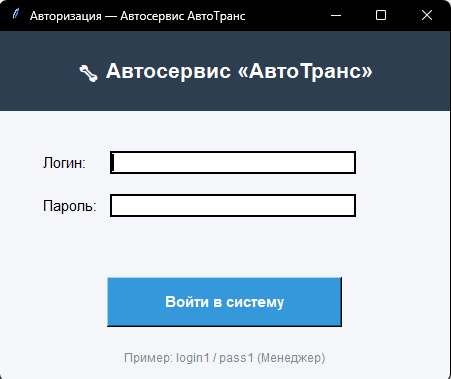 Авторизация — Автосервис АвтоТранс
Автосервис «АвтоТранс»
Логин:
Пароль:
Войти в систему
Пример: login1 / pass1 (Менеджер)